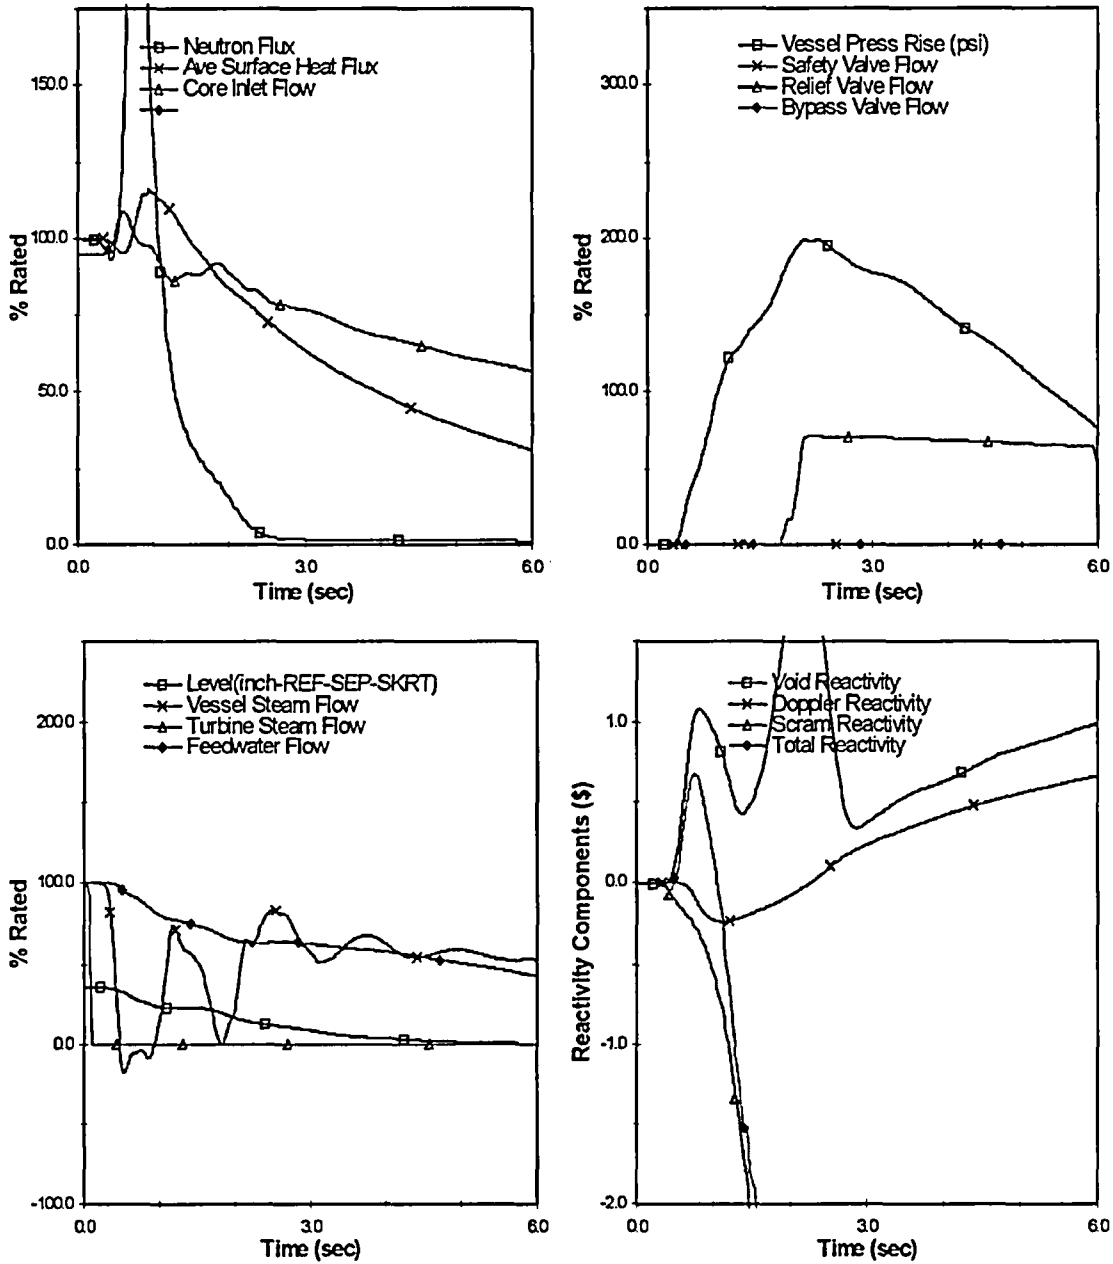 Neutron Flux
Ave Surface Heat Flux
Core Inlet Flow
150.0
100.0
50.0
0.0
% Rated
0.0
3.0
6.0
Time (sec)
Vessel Press Rise (psi)
Safety Valve Flow
Relief Valve Flow
Bypass Valve Flow
300.0
200.0
100.0
0.0
% Rated
0.0
3.0
6.0
Time (sec)
Level(inch-REF-SEP-SKRT)
Vessel Steam Flow
Turbine Steam Flow
Feedwater Flow
200.0
100.0
0.0
-100.0
% Rated
0.0
3.0
6.0
Time (sec)
Void Reactivity
Doppler Reactivity
Scram Reactivity
Total Reactivity
1.0
0.0
-1.0
-2.0
Reactivity Components ($)
0.0
3.0
6.0
Time (sec)